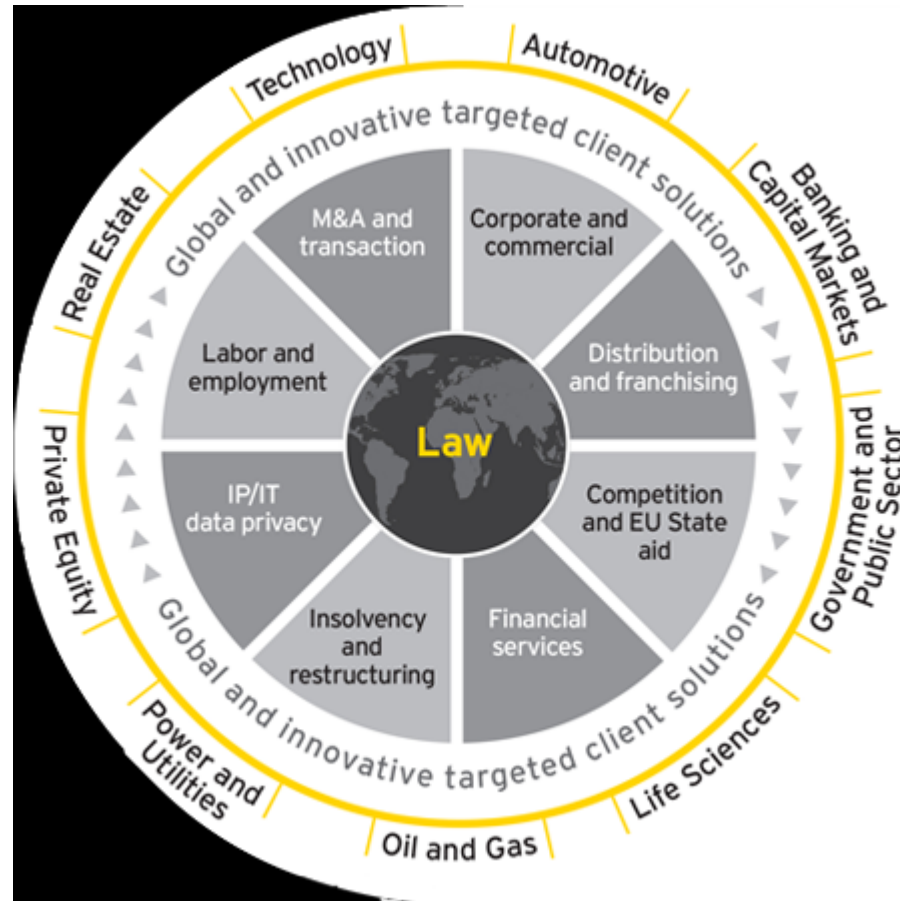 Technology
Automotive
Banking and
Capital Markets
Government and
Public Sector
Life Sciences
Oil and Gas
Power and
Utilities
Private Equity
Real Estate
Global and innovative targeted client solutions
M&A and
transaction
Corporate and
commercial
Distribution
and franchising
Competition
and EU State
aid
Financial
services
Insolvency
and
restructuring
IP/IT
data privacy
Labor and
employment
Law
Global and innovative targeted client solutions